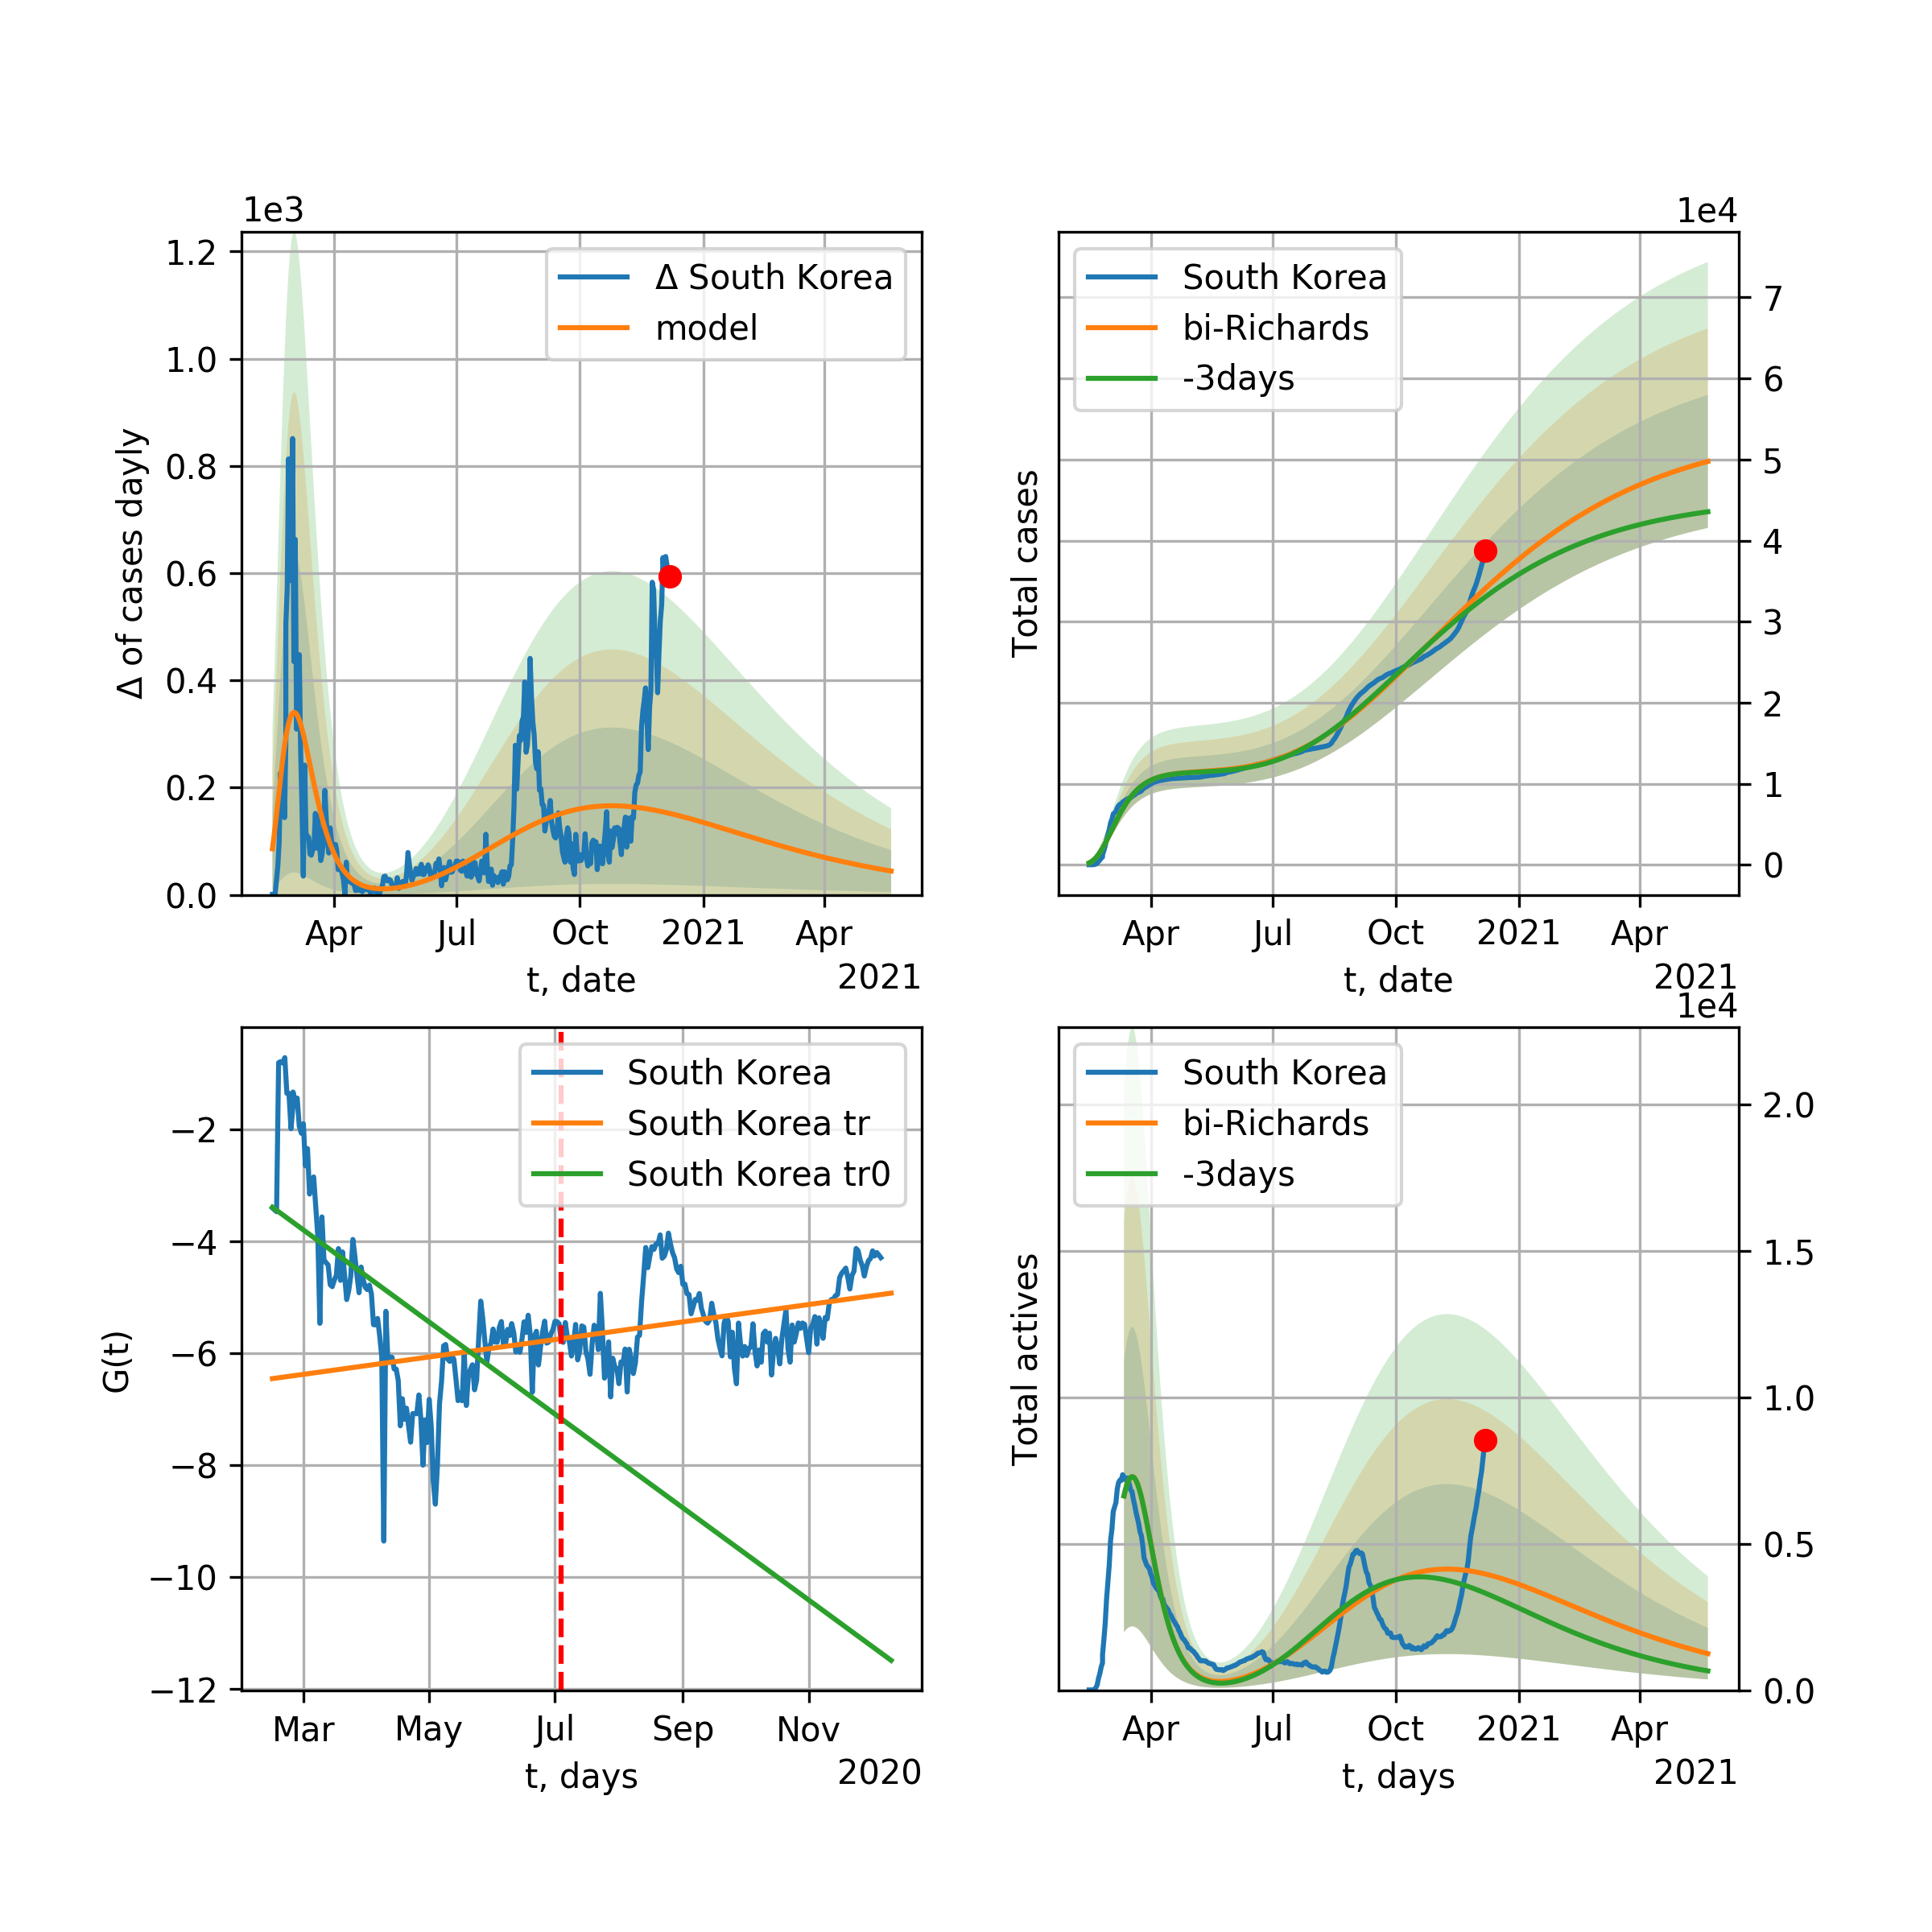 1e3
1.2
1.0
0.8
0.6
0.4
0.2
0.0
Δ of cases dayly
Δ South Korea
model
Apr Jul Oct 2021 Apr
t, date
2021
1e4
7
6
5
4
3
2
1
0
Total cases
South Korea
bi-Richards
-3days
Apr Jul Oct 2021 Apr
t, date
2021
−2
−4
−6
−8
−10
−12
G(t)
South Korea
South Korea tr
South Korea tr0
Mar May Jul Sep Nov
t, days
2020
1e4
2.0
1.5
1.0
0.5
0.0
Total actives
South Korea
bi-Richards
-3days
Apr Jul Oct 2021 Apr
t, days
2021